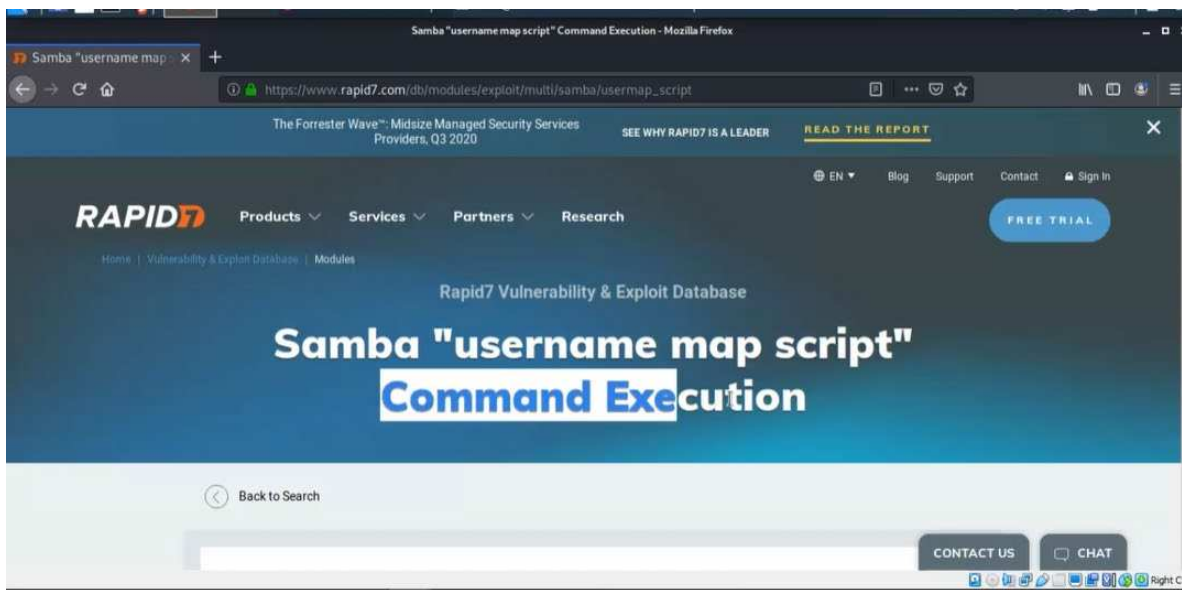 Samba "username map script" Command Execution - Mozilla Firefox
Samba "username map s
https://www.rapid7.com/db/modules/exploit/multi/samba/usermap_script
The Forrester Wave™: Midsize Managed Security Services
Providers, Q3 2020
SEE WHY RAPID7 IS A LEADER
READ THE REPORT
EN Blog Support Contact Sign In
RAPID7 Products Services Partners Research
FREE TRIAL
Home | Vulnerability & Exploit Database | Modules
Rapid7 Vulnerability & Exploit Database
Samba "username map script"
Command Execution
Back to Search
CONTACT US
CHAT
Right C